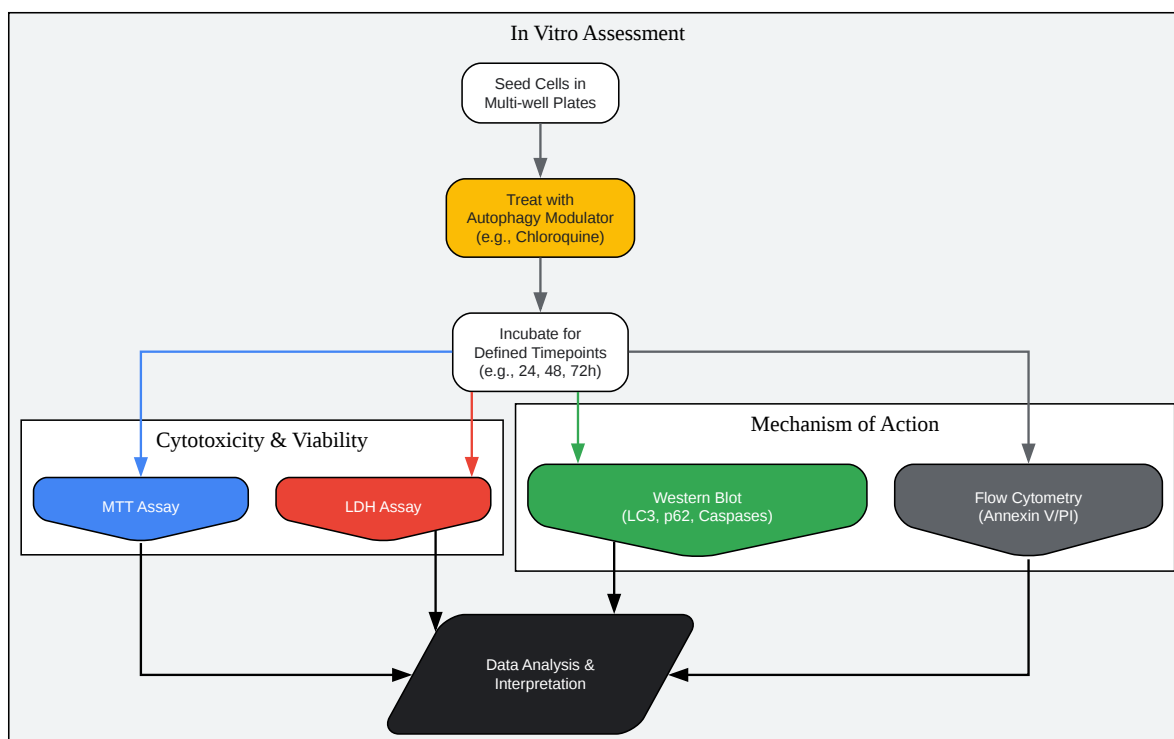 In Vitro Assessment
Seed Cells in
Multi-well Plates
Treat with
Autophagy Modulator
(e.g., Chloroquine)
Incubate for
Defined Timepoints
(e.g., 24, 48, 72h)
Cytotoxicity & Viability
MTT Assay
LDH Assay
Mechanism of Action
Western Blot
(LC3, p62, Caspases)
Flow Cytometry
(Annexin V/PI)
Data Analysis &
Interpretation